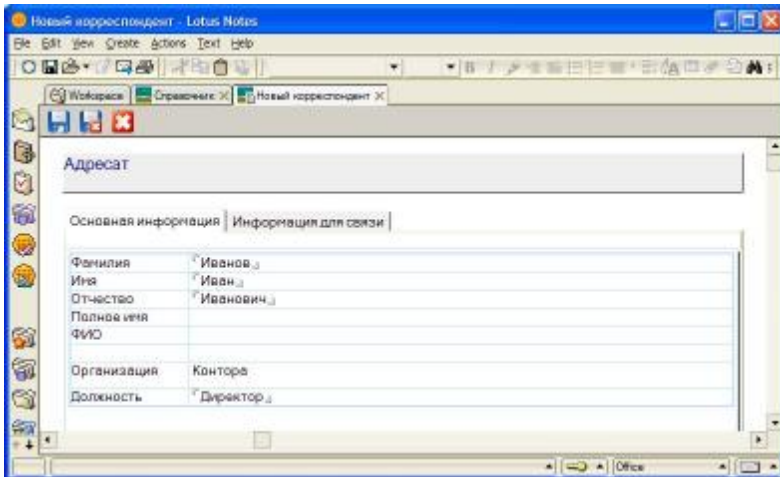 Новый корреспондент - Lotus Notes
File Edit View Create Actions Text Help
Workspace Справочник Новый корреспондент
Адресат
Основная информация Информация для связи
Фамилия Иванов
Имя Иван
Отчество Иванович
Полное имя
ФИО
Организация Контора
Должность Директор
Office